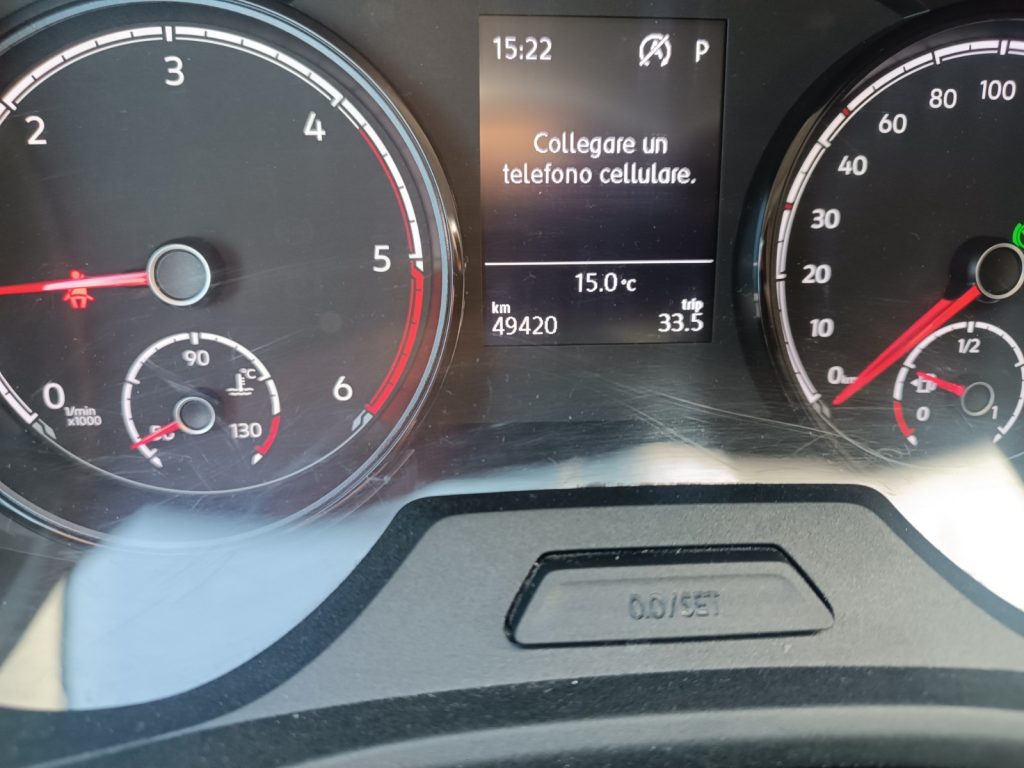 15:22 P
Collegare un
telefono cellulare.
15.0°C
km trip
49420 33.5
0 2 3 4 5 6
1/min
x1000
90
°C
50 130
0 km 10 20 30 40 60 80 100
1/2
0 1
0.0/SET